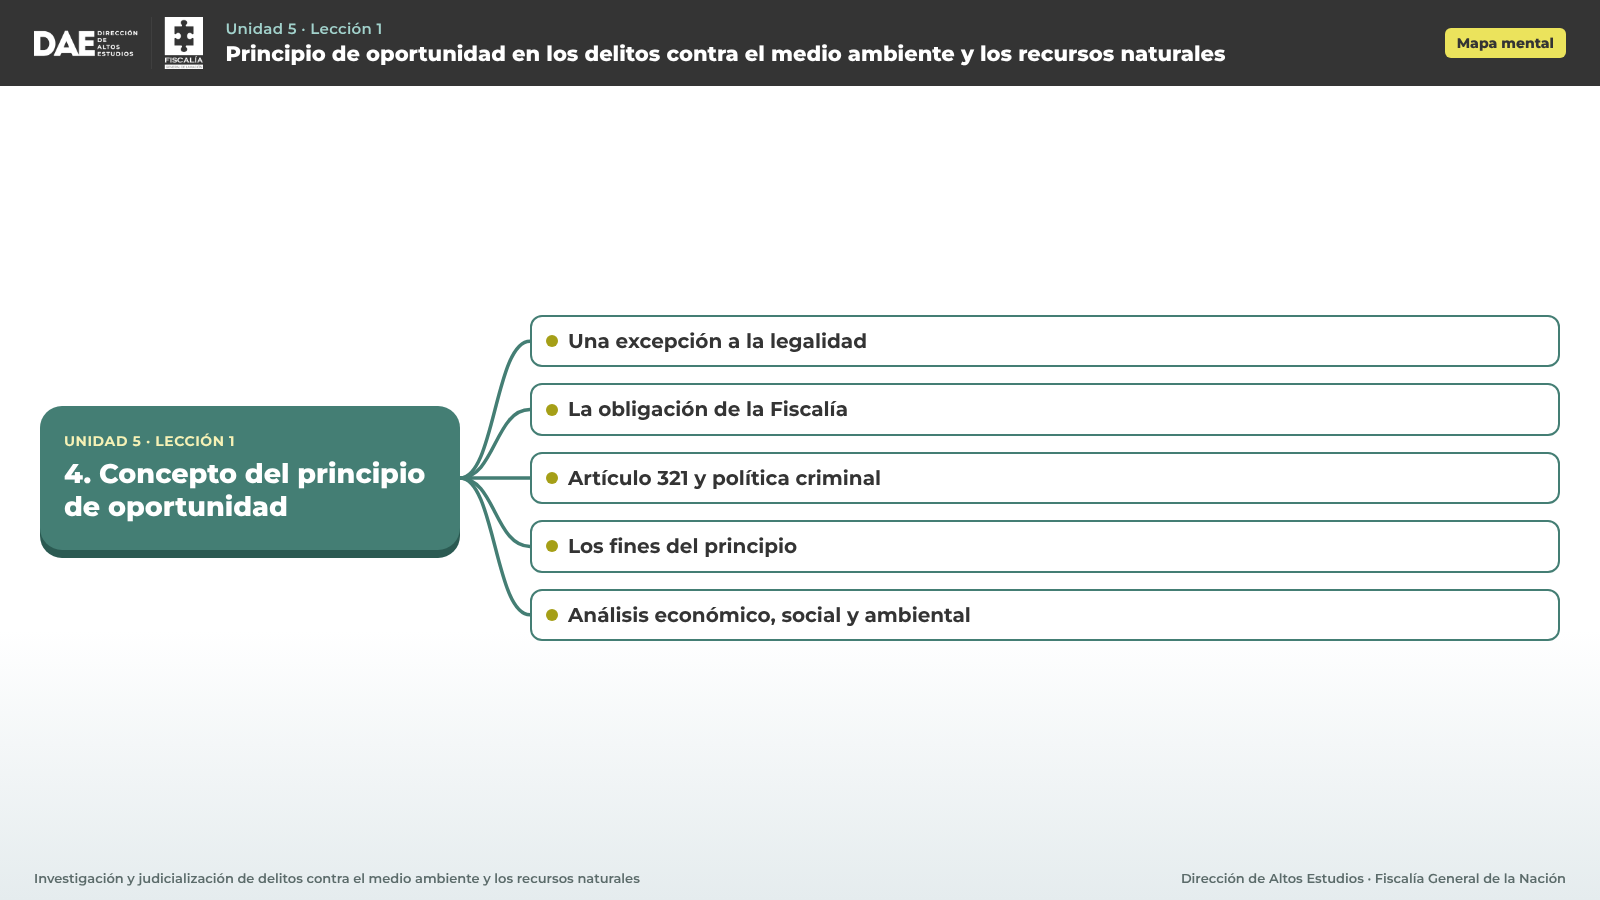 DAE DIRECCIÓN
DE
ALTOS
ESTUDIOS
FISCALÍA
Unidad 5 · Lección 1
Principio de oportunidad en los delitos contra el medio ambiente y los recursos naturales
Mapa mental
UNIDAD 5 · LECCIÓN 1
4. Concepto del principio
de oportunidad
Una excepción a la legalidad
La obligación de la Fiscalía
Artículo 321 y política criminal
Los fines del principio
Análisis económico, social y ambiental
Investigación y judicialización de delitos contra el medio ambiente y los recursos naturales
Dirección de Altos Estudios · Fiscalía General de la Nación